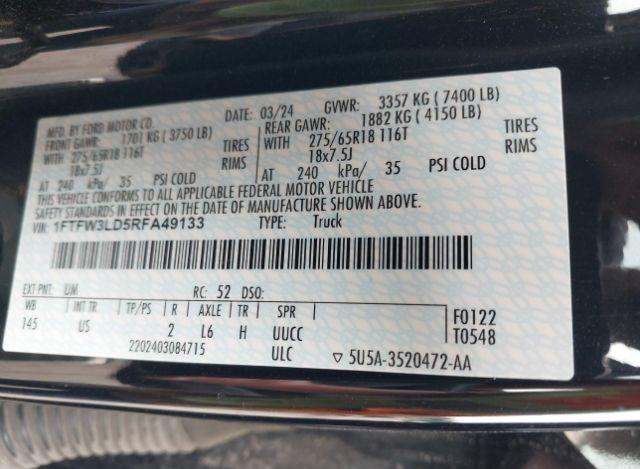 MFD. BY FORD MOTOR CO. DATE: 03/24 GVWR: 3357 KG ( 7400 LB)
FRONT GAWR: 1701 KG ( 3750 LB) REAR GAWR: 1882 KG ( 4150 LB)
WITH 275/65R18 116T TIRES WITH 275/65R18 116T TIRES
18x7.5J RIMS 18x7.5J RIMS
AT 240 kPa/ 35 PSI COLD AT 240 kPa/ 35 PSI COLD
THIS VEHICLE CONFORMS TO ALL APPLICABLE FEDERAL MOTOR VEHICLE
SAFETY STANDARDS IN EFFECT ON THE DATE OF MANUFACTURE SHOWN ABOVE.
VIN: 1FTFW3LD5RFA49133 TYPE: Truck
EXT PNT: UM RC: 52 DSO:
WB INT TR TP/PS R AXLE TR SPR F0122
145 US 2 L6 H UUCC T0548
2202403084715 ULC ▽ 5U5A-3520472-AA